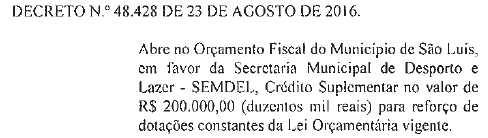 DECRETO N.º 48.428 DE 23 DE AGOSTO DE 2016.
Abre no Orçamento Fiscal do Município de São Luís,
em favor da Secretaria Municipal de Desporto e
Lazer - SEMDEL, Crédito Suplementar no valor de
R$ 200.000,00 (duzentos mil reais) para reforço de
dotações constantes da Lei Orçamentária vigente.